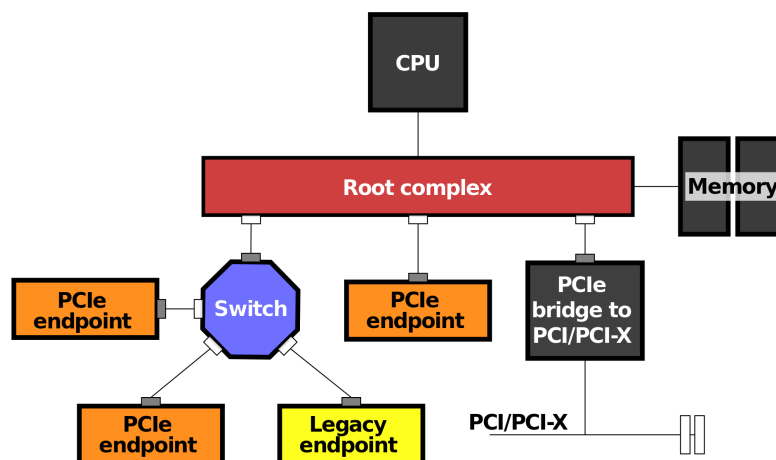 CPU
Root complex
Memory
PCIe
endpoint
Switch
PCIe
endpoint
PCIe
bridge to
PCI/PCI-X
PCIe
endpoint
Legacy
endpoint
PCI/PCI-X